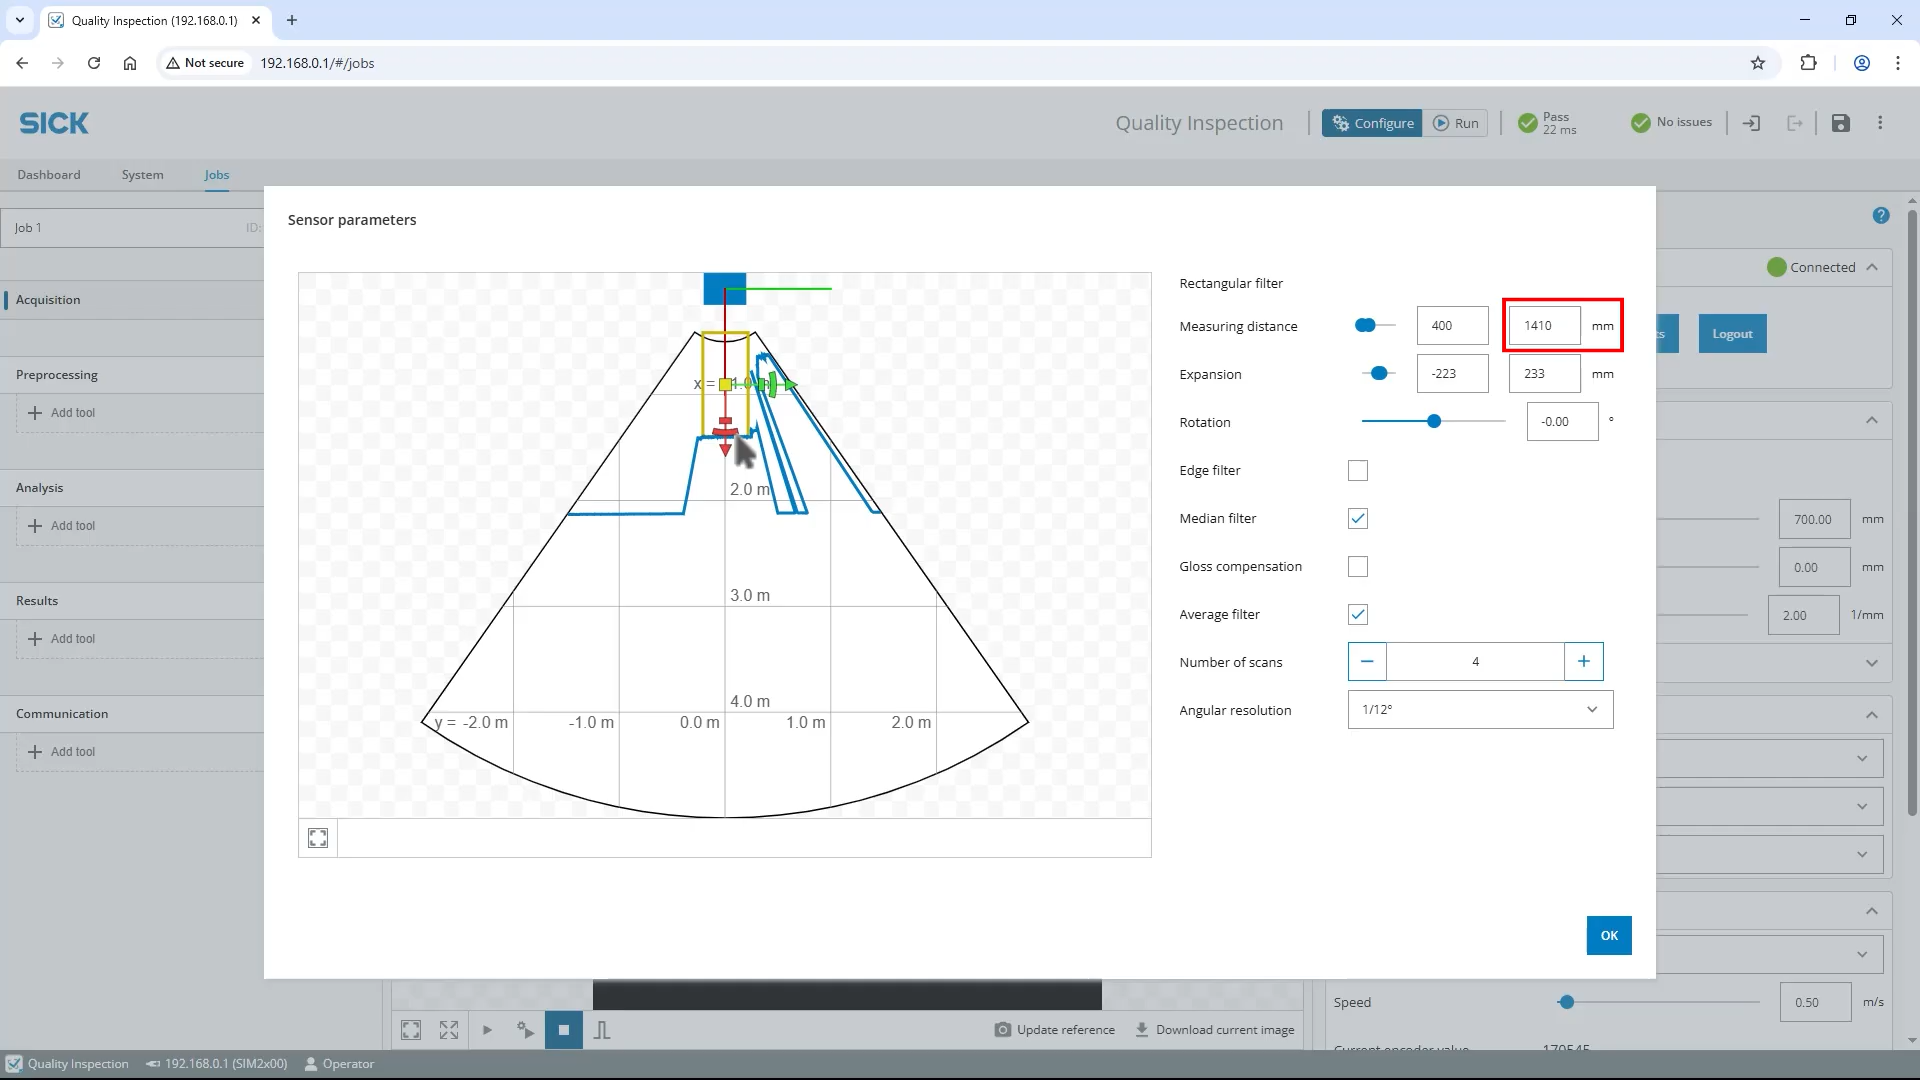 Quality Inspection (192.168.0.1)
Not secure
192.168.0.1/#/jobs
SICK
Quality Inspection
Configure
Run
Pass
22 ms
No issues
Dashboard
System
Jobs
Job 1
ID:
Acquisition
Preprocessing
Add tool
Analysis
Add tool
Results
Add tool
Communication
Add tool
Sensor parameters
x =
2.0 m
3.0 m
4.0 m
y = -2.0 m
-1.0 m
0.0 m
1.0 m
2.0 m
Rectangular filter
Measuring distance
400
1410
mm
Expansion
-223
233
mm
Rotation
-0.00
°
Edge filter
Median filter
Gloss compensation
Average filter
Number of scans
4
Angular resolution
1/12°
OK
Connected
Logout
700.00
mm
0.00
mm
2.00
1/mm
Speed
0.50
m/s
Update reference
Download current image
Quality Inspection
192.168.0.1 (SIM2x00)
Operator